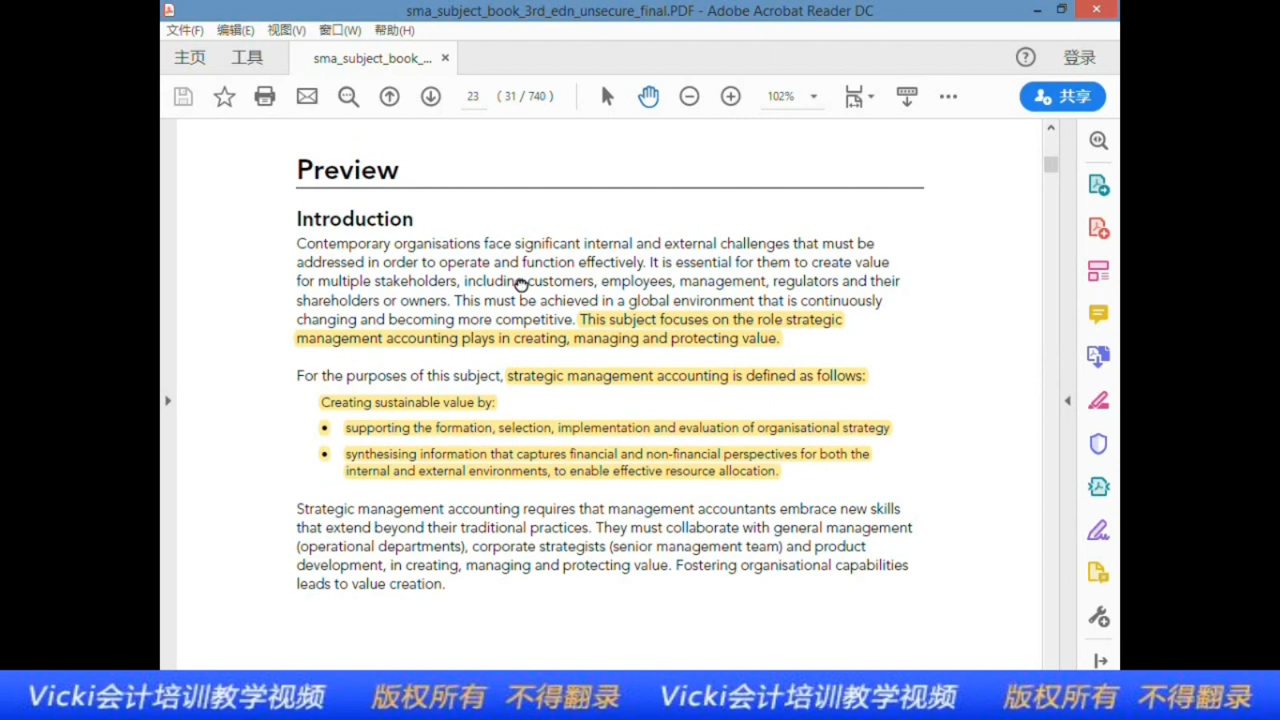 sma_subject_book_3rd_edn_unsecure_final.PDF - Adobe Acrobat Reader DC
文件(F) 编辑(E) 视图(V) 窗口(W) 帮助(H)
主页 工具 sma_subject_book_... × 登录
23 ( 31 / 740 ) 102% 共享
Preview
Introduction
Contemporary organisations face significant internal and external challenges that must be
addressed in order to operate and function effectively. It is essential for them to create value
for multiple stakeholders, including customers, employees, management, regulators and their
shareholders or owners. This must be achieved in a global environment that is continuously
changing and becoming more competitive. This subject focuses on the role strategic
management accounting plays in creating, managing and protecting value.
For the purposes of this subject, strategic management accounting is defined as follows:
Creating sustainable value by:
• supporting the formation, selection, implementation and evaluation of organisational strategy
• synthesising information that captures financial and non-financial perspectives for both the
internal and external environments, to enable effective resource allocation.
Strategic management accounting requires that management accountants embrace new skills
that extend beyond their traditional practices. They must collaborate with general management
(operational departments), corporate strategists (senior management team) and product
development, in creating, managing and protecting value. Fostering organisational capabilities
leads to value creation.
Vicki会计培训教学视频 版权所有 不得翻录 Vicki会计培训教学视频 版权所有 不得翻录